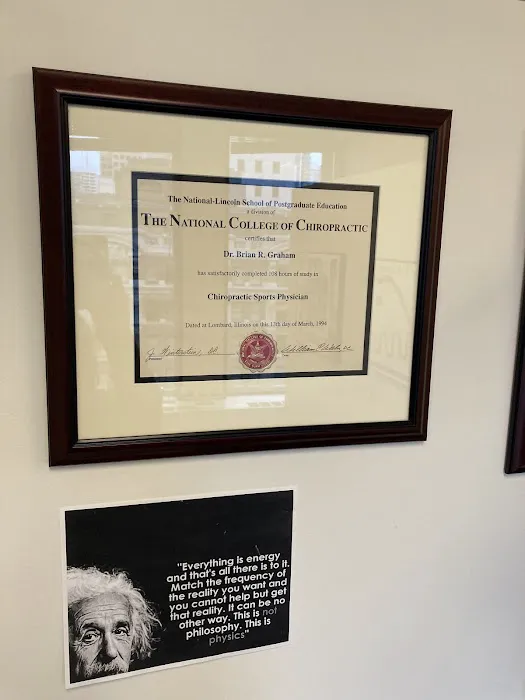 The National-Lincoln School of Postgraduate Education
a division of
THE NATIONAL COLLEGE OF CHIROPRACTIC
certifies that
Dr. Brian R. Graham
has satisfactorily completed 108 hours of study in
Chiropractic Sports Physician
Dated at Lombard, Illinois on this 13th day of March, 1994
"Everything is energy
and that's all there is to it.
Match the frequency of
the reality you want and
you cannot help but get
that reality. It can be no
other way. This is not
philosophy. This is
physics"